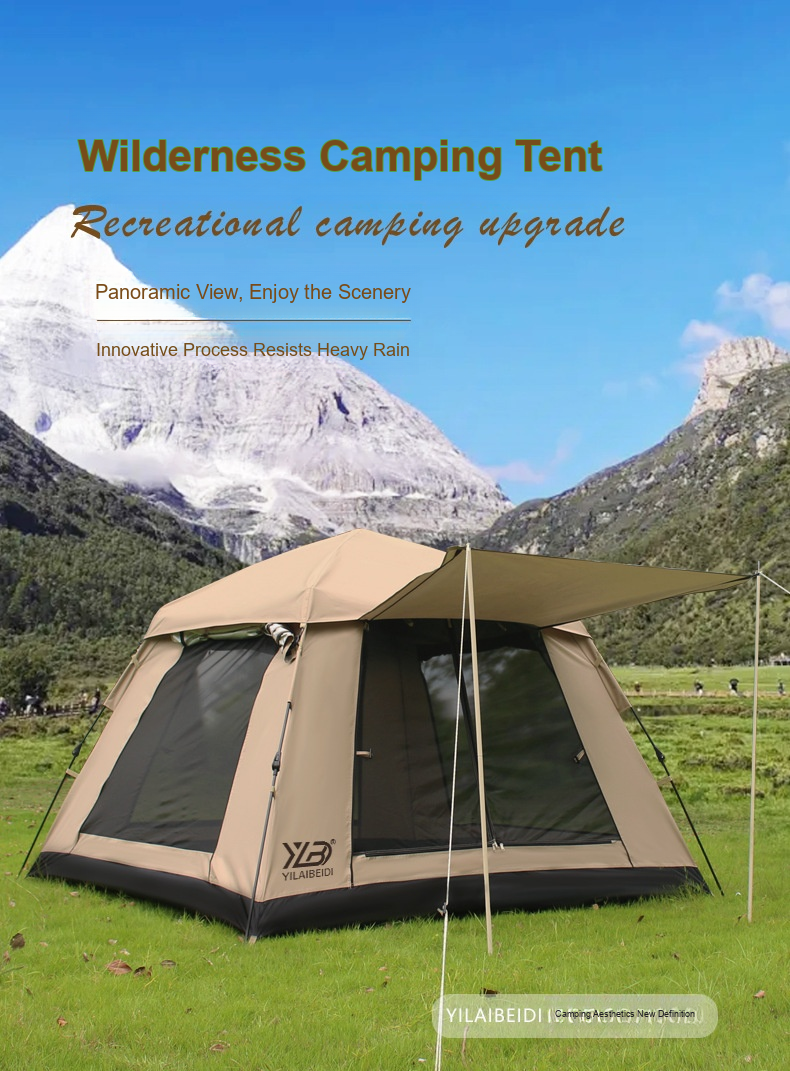 Wilderness Camping Tent
Recreational camping upgrade
Panoramic View, Enjoy the Scenery
Innovative Process Resists Heavy Rain
YLB®
YILAIBEIDI
YILAIBEIDI
Camping Aesthetics New Definition